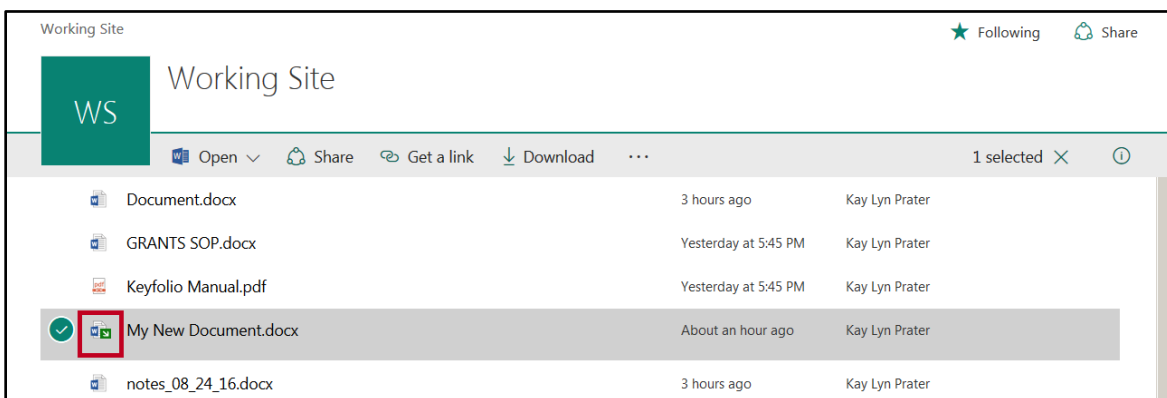 Working Site
Following Share
Working Site
WS
Open Share Get a link Download ... 1 selected
Document.docx 3 hours ago Kay Lyn Prater
GRANTS SOP.docx Yesterday at 5:45 PM Kay Lyn Prater
Keyfolio Manual.pdf Yesterday at 5:45 PM Kay Lyn Prater
My New Document.docx About an hour ago Kay Lyn Prater
notes_08_24_16.docx 3 hours ago Kay Lyn Prater